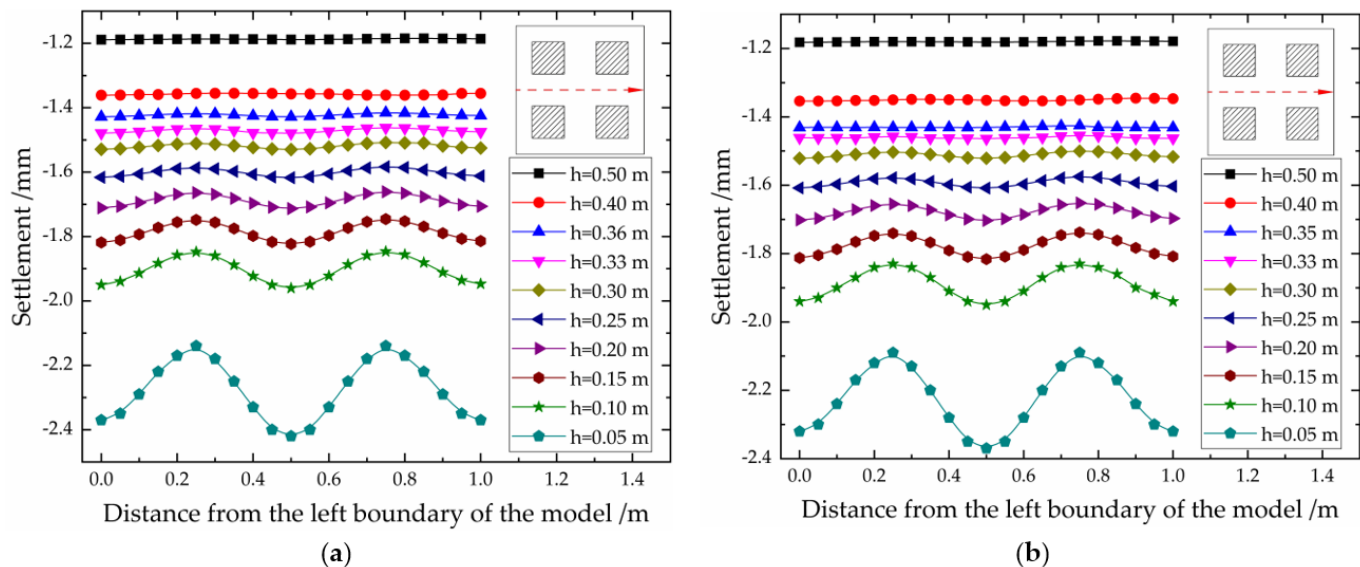 -1.2
-1.4
-1.6
-1.8
-2.0
-2.2
-2.4
Settlement /mm
h=0.50 m
h=0.40 m
h=0.36 m
h=0.33 m
h=0.30 m
h=0.25 m
h=0.20 m
h=0.15 m
h=0.10 m
h=0.05 m
0.0 0.2 0.4 0.6 0.8 1.0 1.2 1.4
Distance from the left boundary of the model /m
(a)
-1.2
-1.4
-1.6
-1.8
-2.0
-2.2
-2.4
Settlement /mm
h=0.50 m
h=0.40 m
h=0.35 m
h=0.33 m
h=0.30 m
h=0.25 m
h=0.20 m
h=0.15 m
h=0.10 m
h=0.05 m
0.0 0.2 0.4 0.6 0.8 1.0 1.2 1.4
Distance from the left boundary of the model /m
(b)